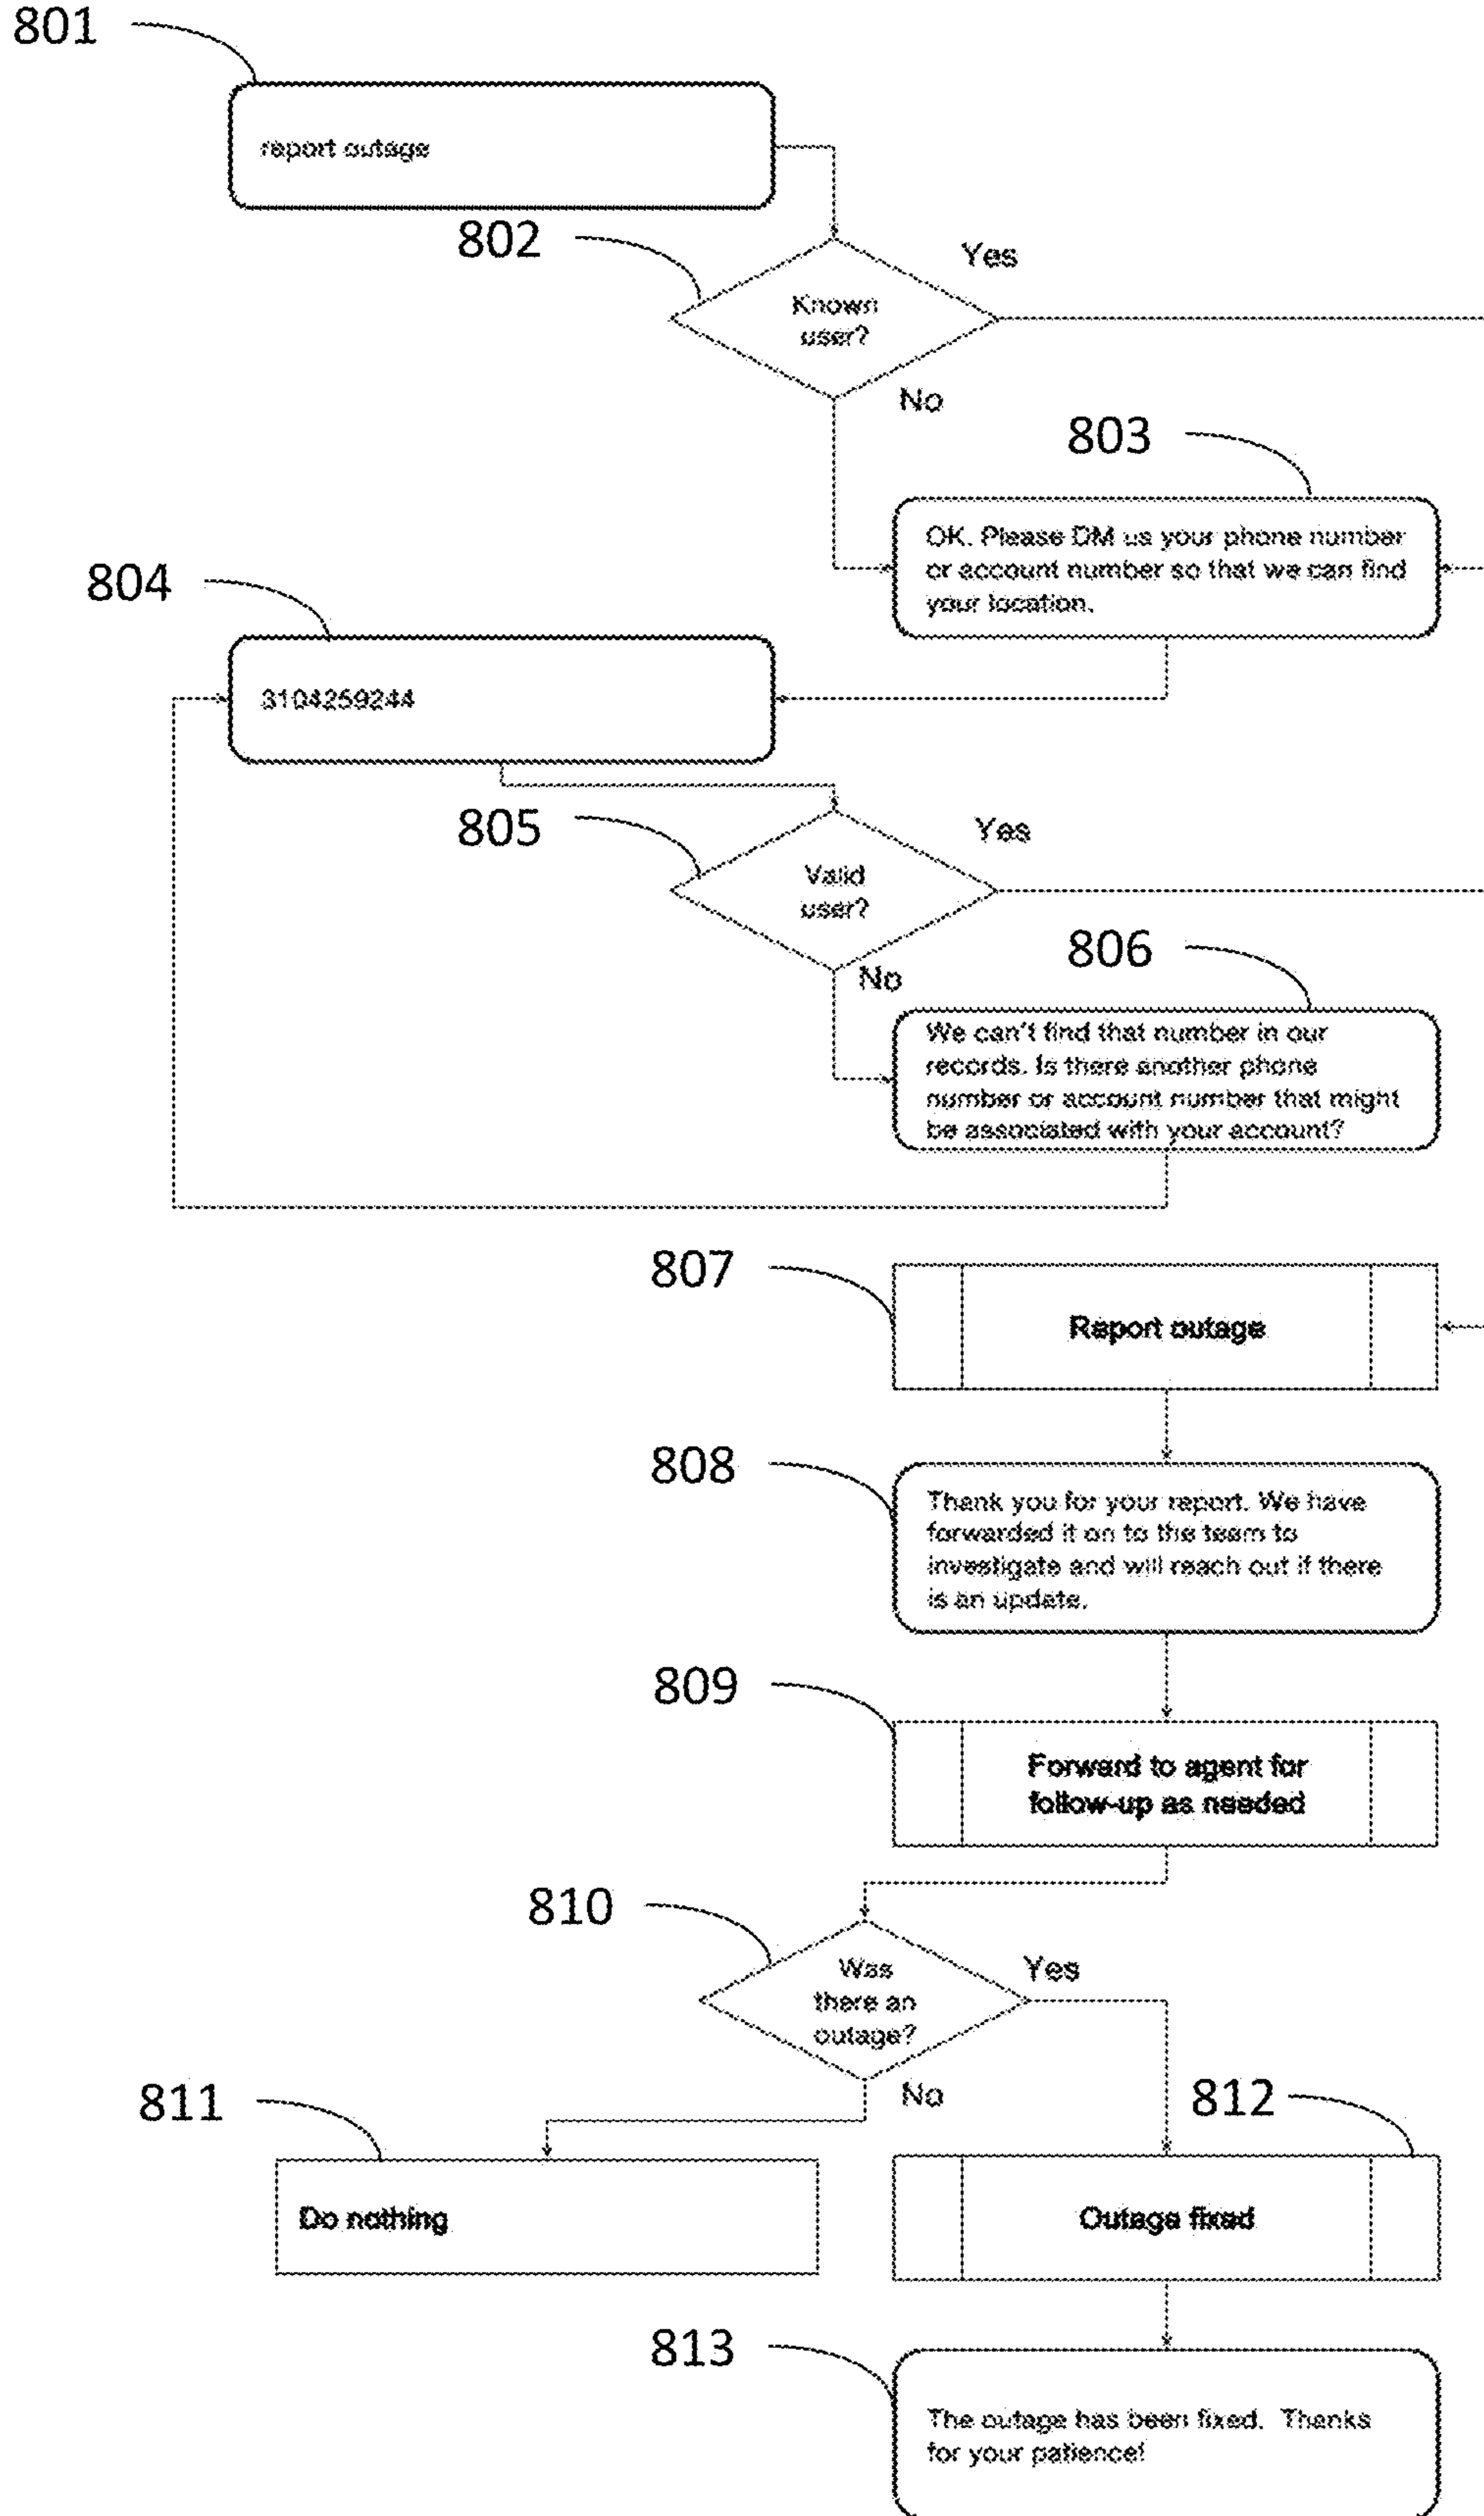 801
report outage
802
Yes
Known
user?
No
803
OK. Please DM us your phone number
or account number so that we can find
your location.
804
3104259244
805
Yes
Valid
user?
806
No
We can't find that number in our
records. Is there another phone
number or account number that might
be associated with your account?
807
Report outage
808
Thank you for your report. We have
forwarded it on to the team to
investigate and will reach out if there
is an update.
809
Forward to agent for
follow-up as needed
810
Was
there an
outage?
Yes
No
811
812
Do nothing
Outage fixed
813
The outage has been fixed. Thanks
for your patience!